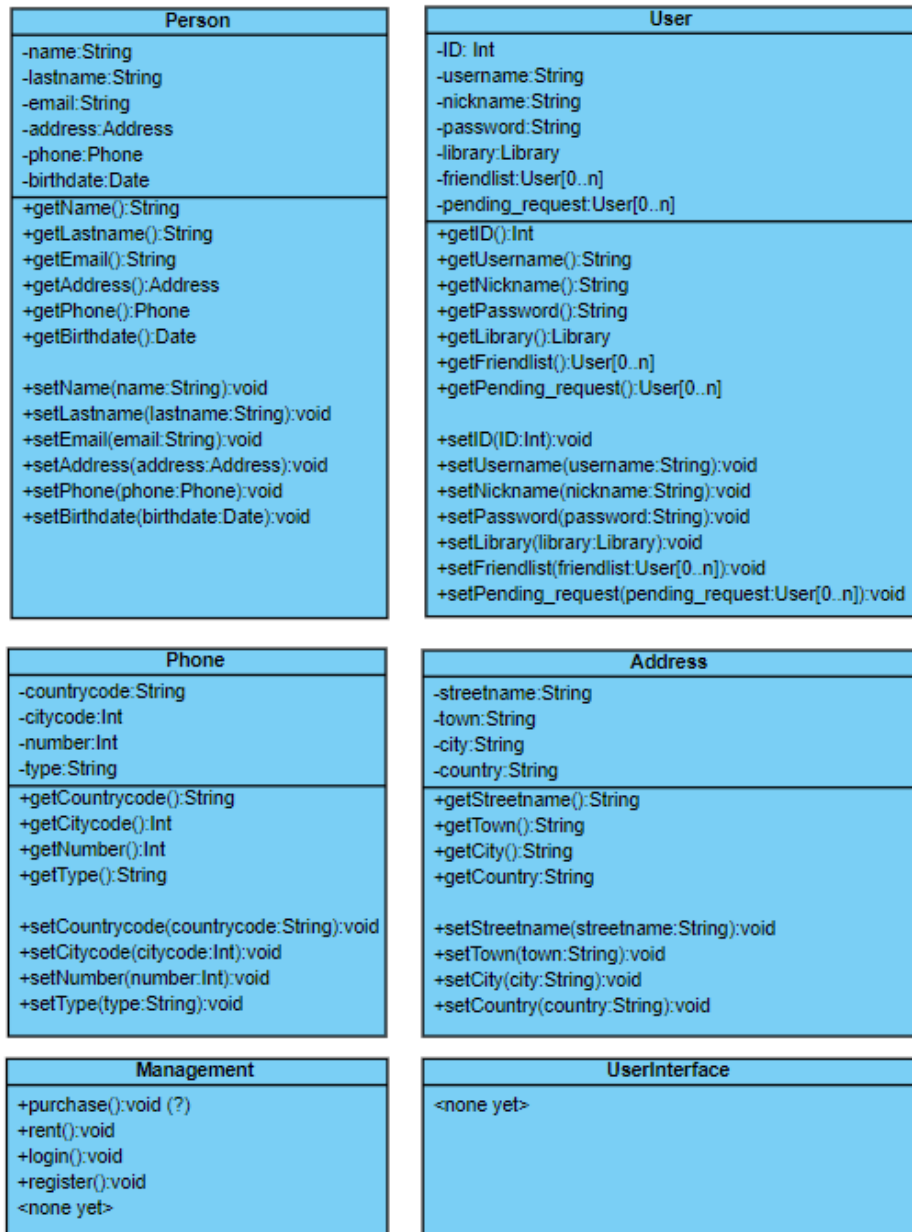 Person
-name:String
-lastname:String
-email:String
-address:Address
-phone:Phone
-birthdate:Date
+getName():String
+getLastname():String
+getEmail():String
+getAddress():Address
+getPhone():Phone
+getBirthdate():Date
+setName(name:String):void
+setLastname(lastname:String):void
+setEmail(email:String):void
+setAddress(address:Address):void
+setPhone(phone:Phone):void
+setBirthdate(birthdate:Date):void
User
-ID: Int
-username:String
-nickname:String
-password:String
-library:Library
-friendlist:User[0..n]
-pending_request:User[0..n]
+getID():Int
+getUsername():String
+getNickname():String
+getPassword():String
+getLibrary():Library
+getFriendlist():User[0..n]
+getPending_request():User[0..n]
+setID(ID:Int):void
+setUsername(username:String):void
+setNickname(nickname:String):void
+setPassword(password:String):void
+setLibrary(library:Library):void
+setFriendlist(friendlist:User[0..n]):void
+setPending_request(pending_request:User[0..n]):void
Phone
-countrycode:String
-citycode:Int
-number:Int
-type:String
+getCountrycode():String
+getCitycode():Int
+getNumber():Int
+getType():String
+setCountrycode(countrycode:String):void
+setCitycode(citycode:Int):void
+setNumber(number:Int):void
+setType(type:String):void
Address
-streetname:String
-town:String
-city:String
-country:String
+getStreetname():String
+getTown():String
+getCity():String
+getCountry:String
+setStreetname(streetname:String):void
+setTown(town:String):void
+setCity(city:String):void
+setCountry(country:String):void
Management
+purchase():void (?)
+rent():void
+login():void
+register():void
<none yet>
UserInterface
<none yet>